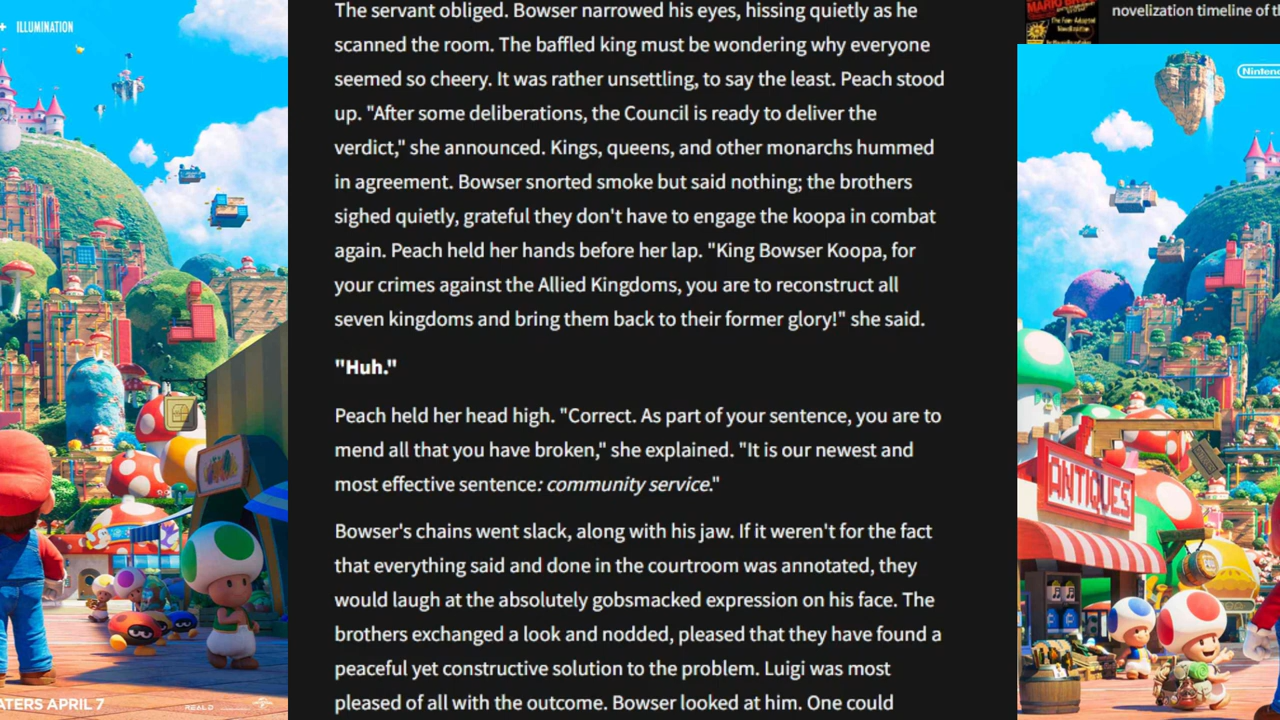 + ILLUMINATION
The servant obliged. Bowser narrowed his eyes, hissing quietly as he
scanned the room. The baffled king must be wondering why everyone
seemed so cheery. It was rather unsettling, to say the least. Peach stood
up. "After some deliberations, the Council is ready to deliver the
verdict," she announced. Kings, queens, and other monarchs hummed
in agreement. Bowser snorted smoke but said nothing; the brothers
sighed quietly, grateful they don't have to engage the koopa in combat
again. Peach held her hands before her lap. "King Bowser Koopa, for
your crimes against the Allied Kingdoms, you are to reconstruct all
seven kingdoms and bring them back to their former glory!" she said.
"Huh."
Peach held her head high. "Correct. As part of your sentence, you are to
mend all that you have broken," she explained. "It is our newest and
most effective sentence: community service."
Bowser's chains went slack, along with his jaw. If it weren't for the fact
that everything said and done in the courtroom was annotated, they
would laugh at the absolutely gobsmacked expression on his face. The
brothers exchanged a look and nodded, pleased that they have found a
peaceful yet constructive solution to the problem. Luigi was most
pleased of all with the outcome. Bowser looked at him. One could
ATERS APRIL 7
REALD
MARIO BROS
novelization timeline of th
Ninten
ANTIQUES